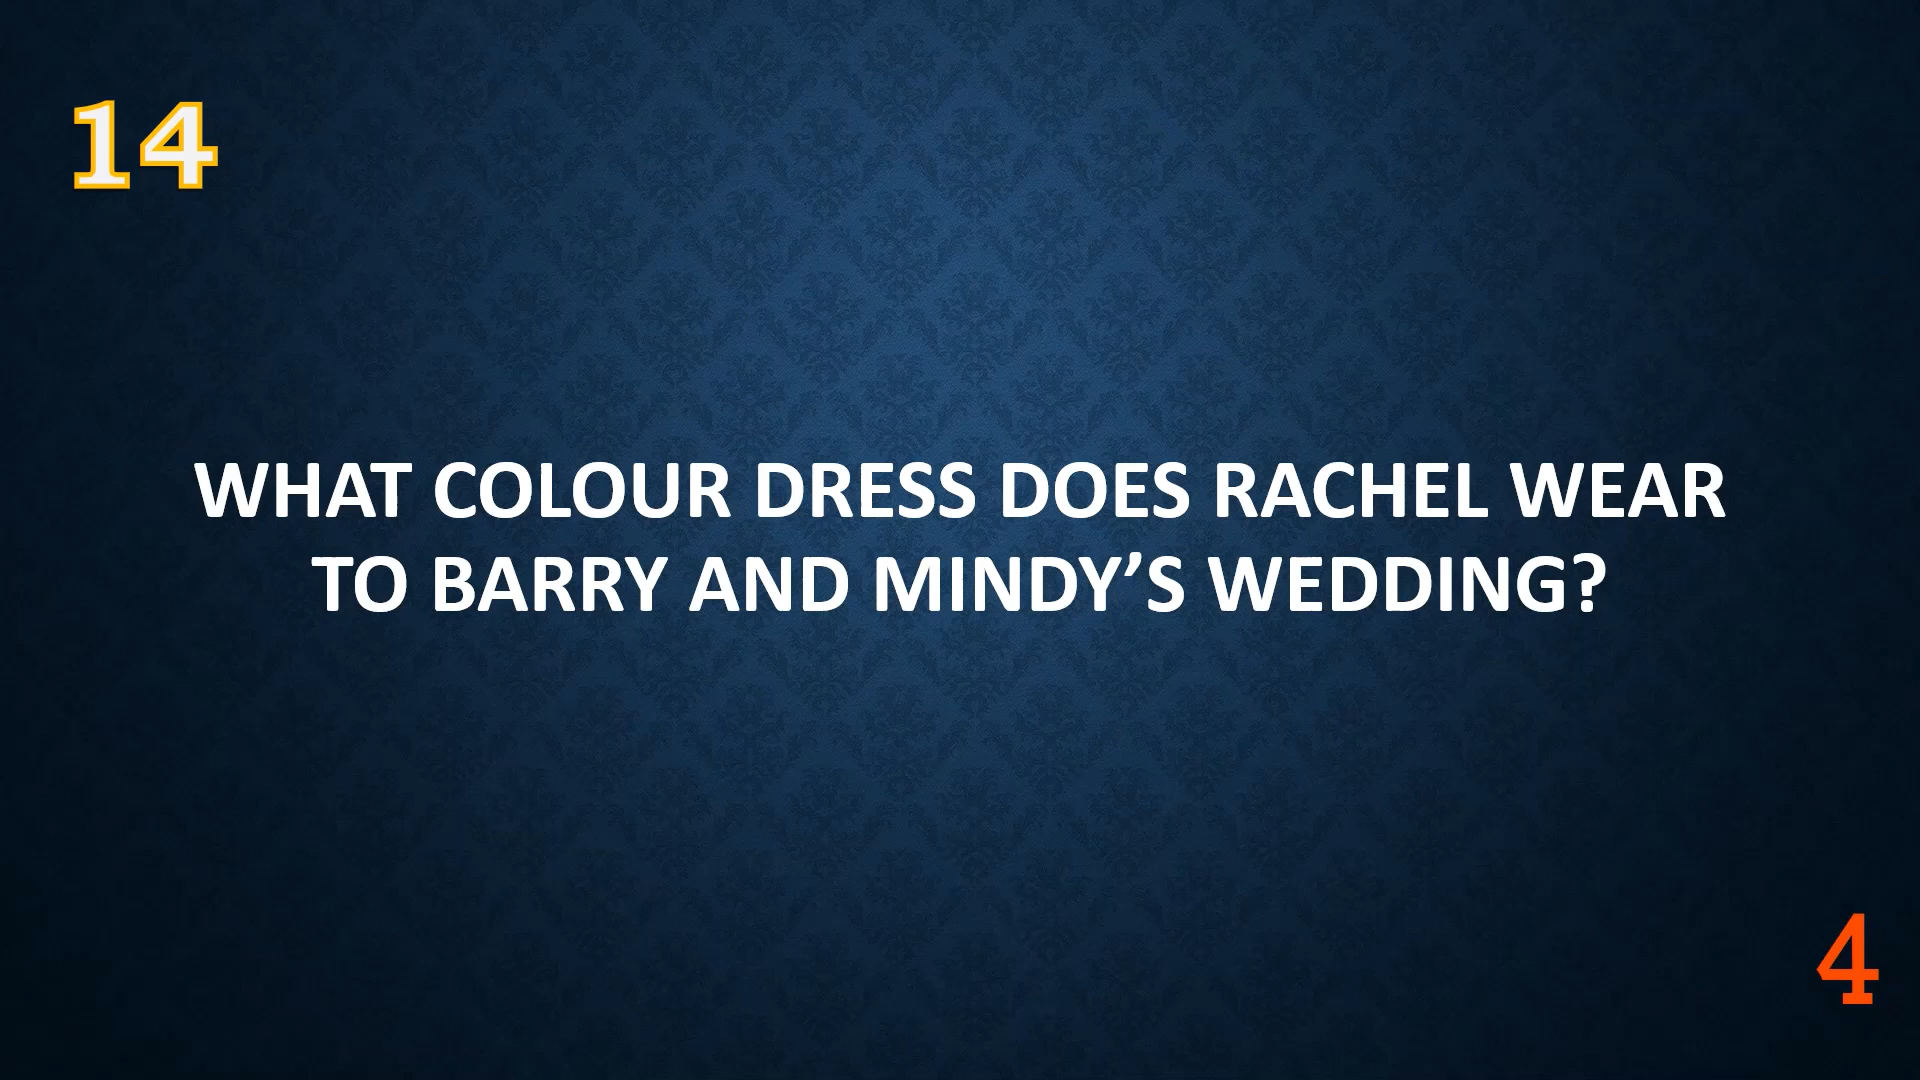 14
WHAT COLOUR DRESS DOES RACHEL WEAR
TO BARRY AND MINDY’S WEDDING?
4